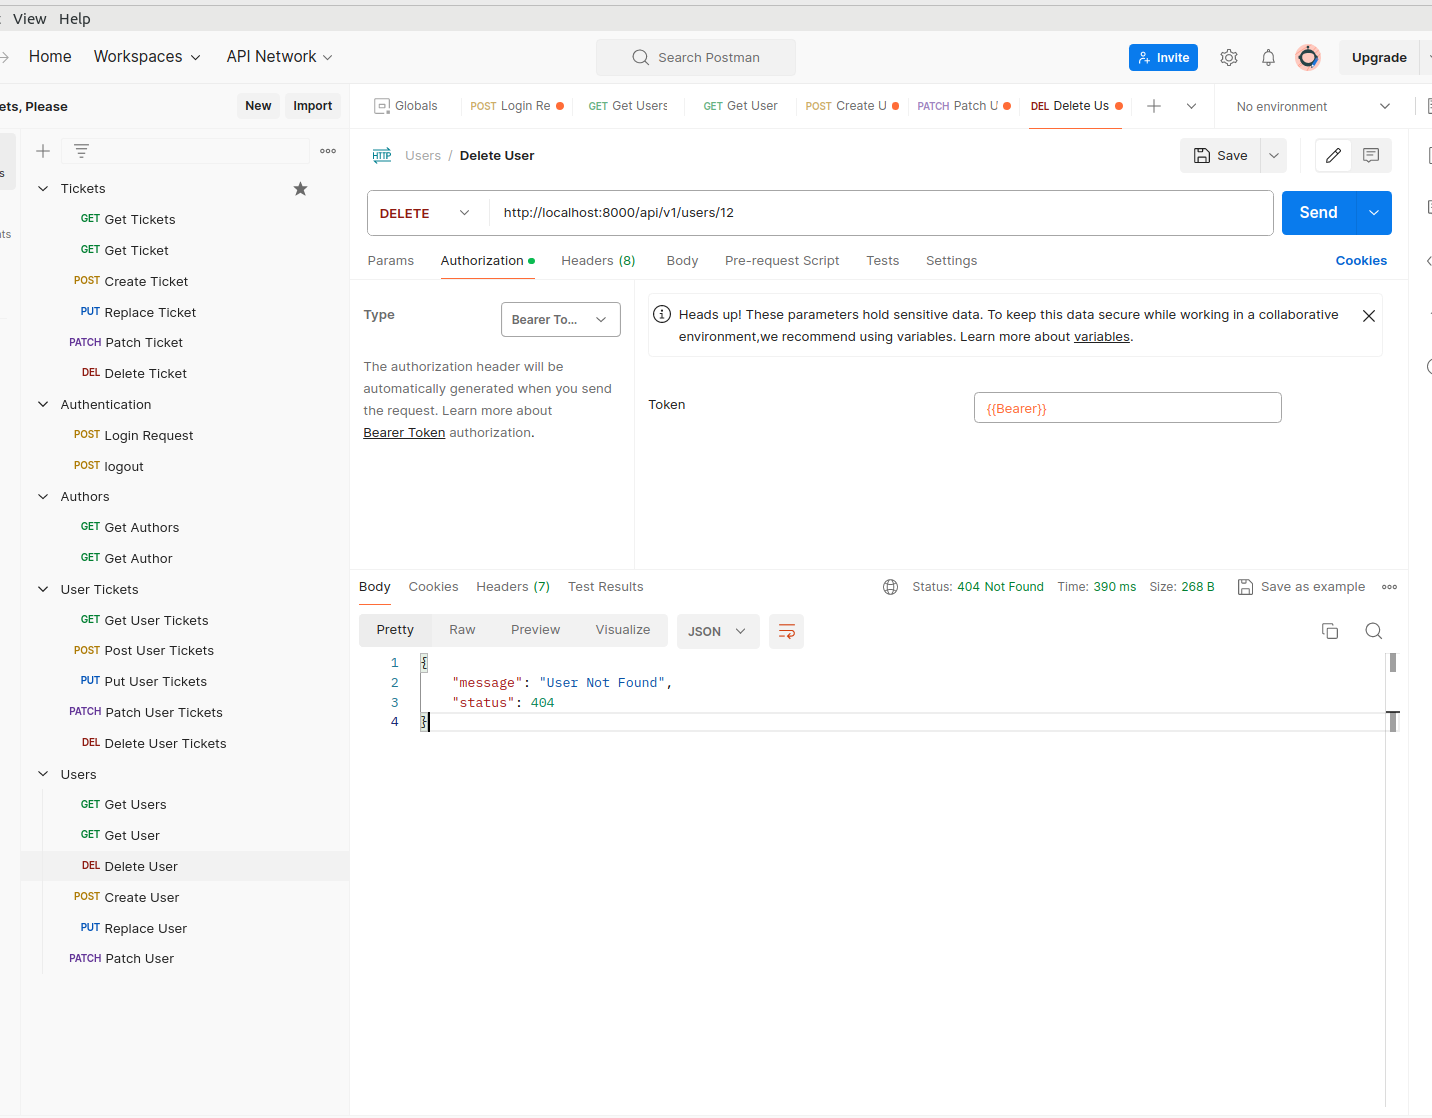 View Help
Home Workspaces API Network Search Postman Invite Upgrade
ets, Please New Import
Globals POST Login Re GET Get Users GET Get User POST Create U PATCH Patch U DEL Delete Us No environment
HTTP Users / Delete User Save
Tickets
GET Get Tickets
GET Get Ticket
POST Create Ticket
PUT Replace Ticket
PATCH Patch Ticket
DEL Delete Ticket
Authentication
POST Login Request
POST logout
Authors
GET Get Authors
GET Get Author
User Tickets
GET Get User Tickets
POST Post User Tickets
PUT Put User Tickets
PATCH Patch User Tickets
DEL Delete User Tickets
Users
GET Get Users
GET Get User
DEL Delete User
POST Create User
PUT Replace User
PATCH Patch User
DELETE http://localhost:8000/api/v1/users/12 Send
Params Authorization Headers (8) Body Pre-request Script Tests Settings Cookies
Type Bearer To...
The authorization header will be
automatically generated when you send
the request. Learn more about
Bearer Token authorization.
Heads up! These parameters hold sensitive data. To keep this data secure while working in a collaborative
environment,we recommend using variables. Learn more about variables.
Token {{Bearer}}
Body Cookies Headers (7) Test Results Status: 404 Not Found Time: 390 ms Size: 268 B Save as example
Pretty Raw Preview Visualize JSON
1 {
2 "message": "User Not Found",
3 "status": 404
4 }